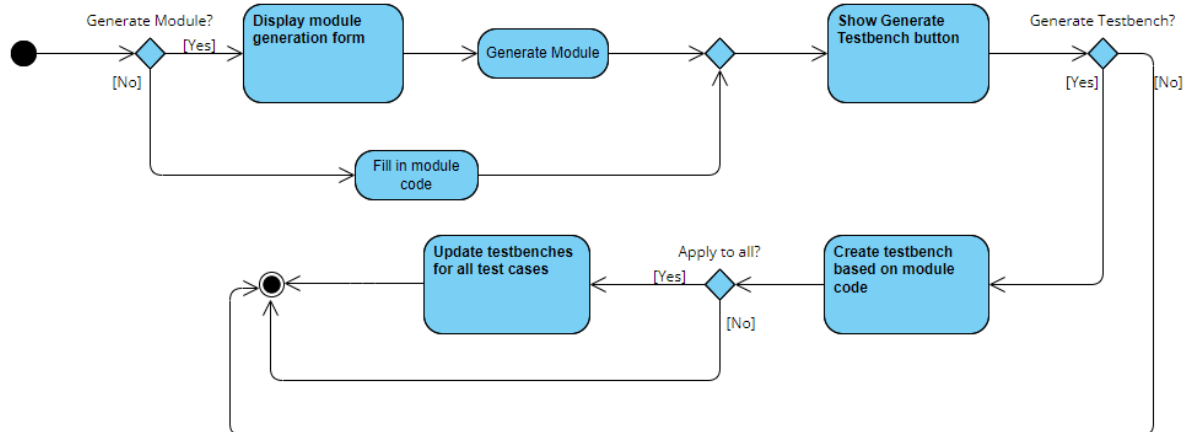 Generate Module?
[Yes]
[No]
Display module
generation form
Generate Module
Show Generate
Testbench button
Generate Testbench?
[Yes]
[No]
Fill in module
code
Update testbenches
for all test cases
Apply to all?
[Yes]
[No]
Create testbench
based on module
code